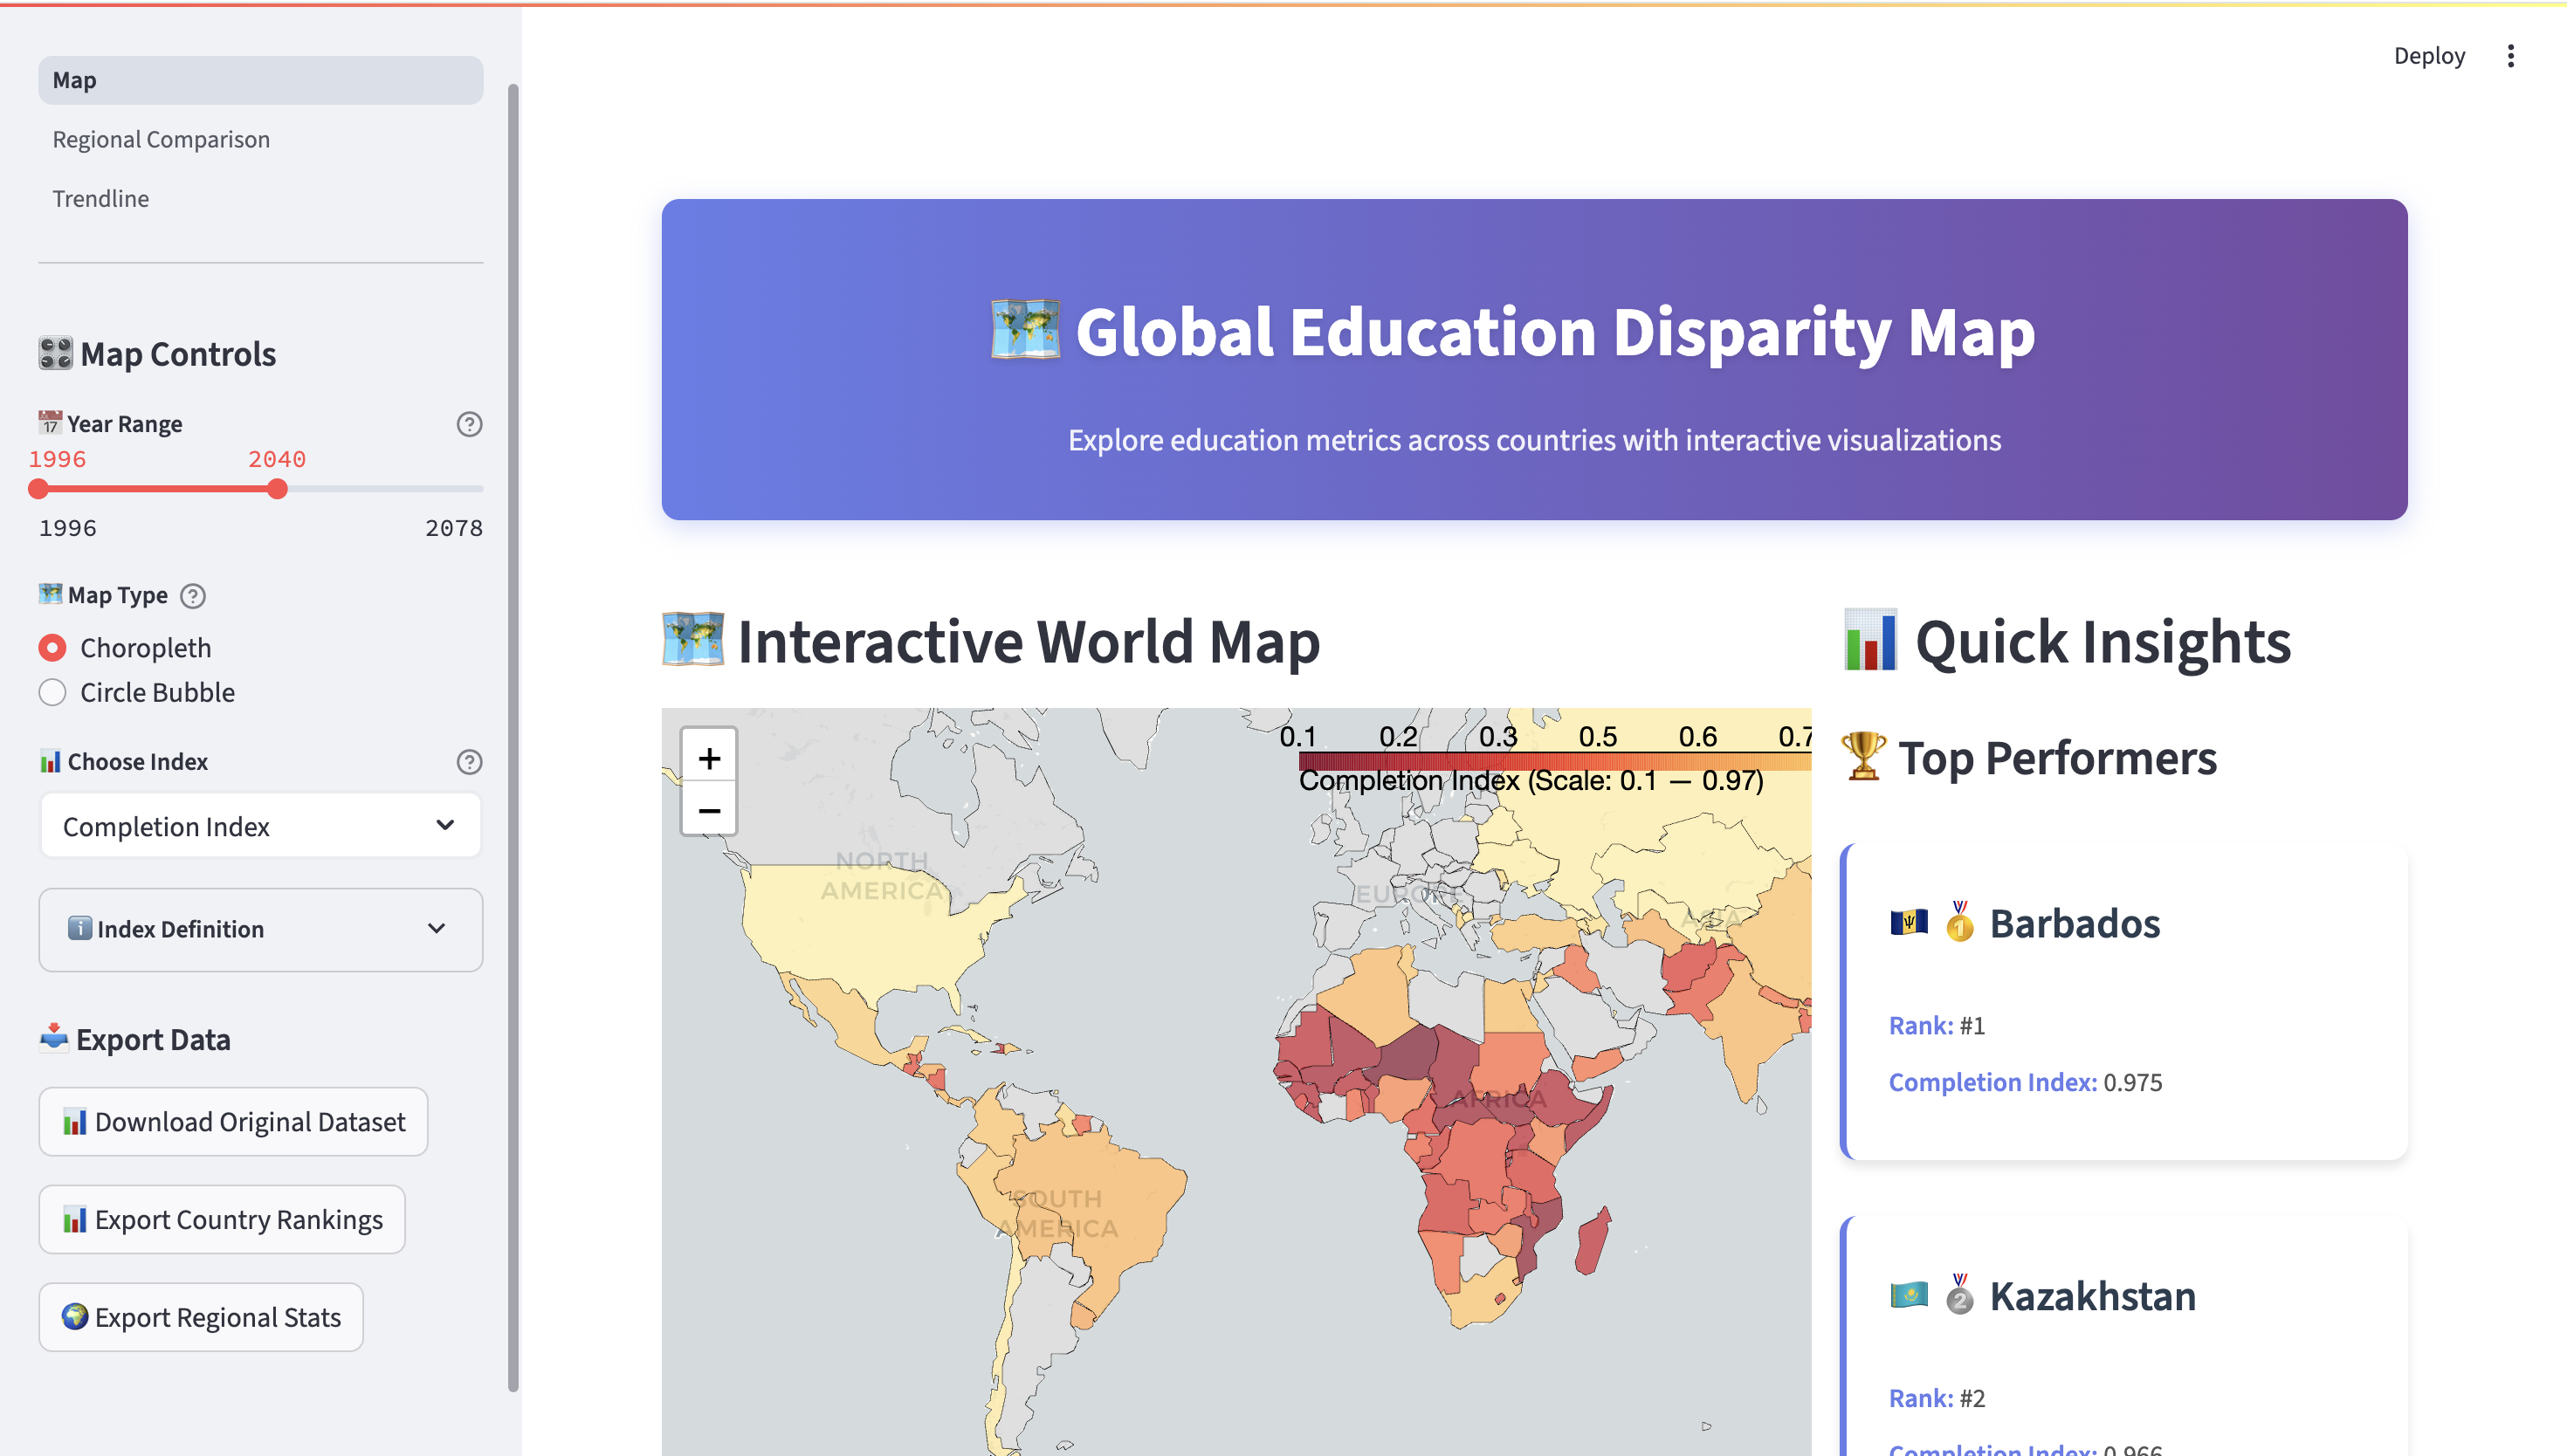 Deploy
Map
Regional Comparison
Trendline
Map Controls
Year Range
1996 2040
1996 2078
Map Type
Choropleth
Circle Bubble
Choose Index
Completion Index
Index Definition
Export Data
Download Original Dataset
Export Country Rankings
Export Regional Stats
Global Education Disparity Map
Explore education metrics across countries with interactive visualizations
Interactive World Map
+
−
0.1 0.2 0.3 0.5 0.6 0.7
Completion Index (Scale: 0.1 — 0.97)
NORTH
AMERICA
EUROPE
ASIA
AFRICA
SOUTH
AMERICA
Quick Insights
Top Performers
1 Barbados
Rank: #1
Completion Index: 0.975
2 Kazakhstan
Rank: #2
Completion Index: 0.966